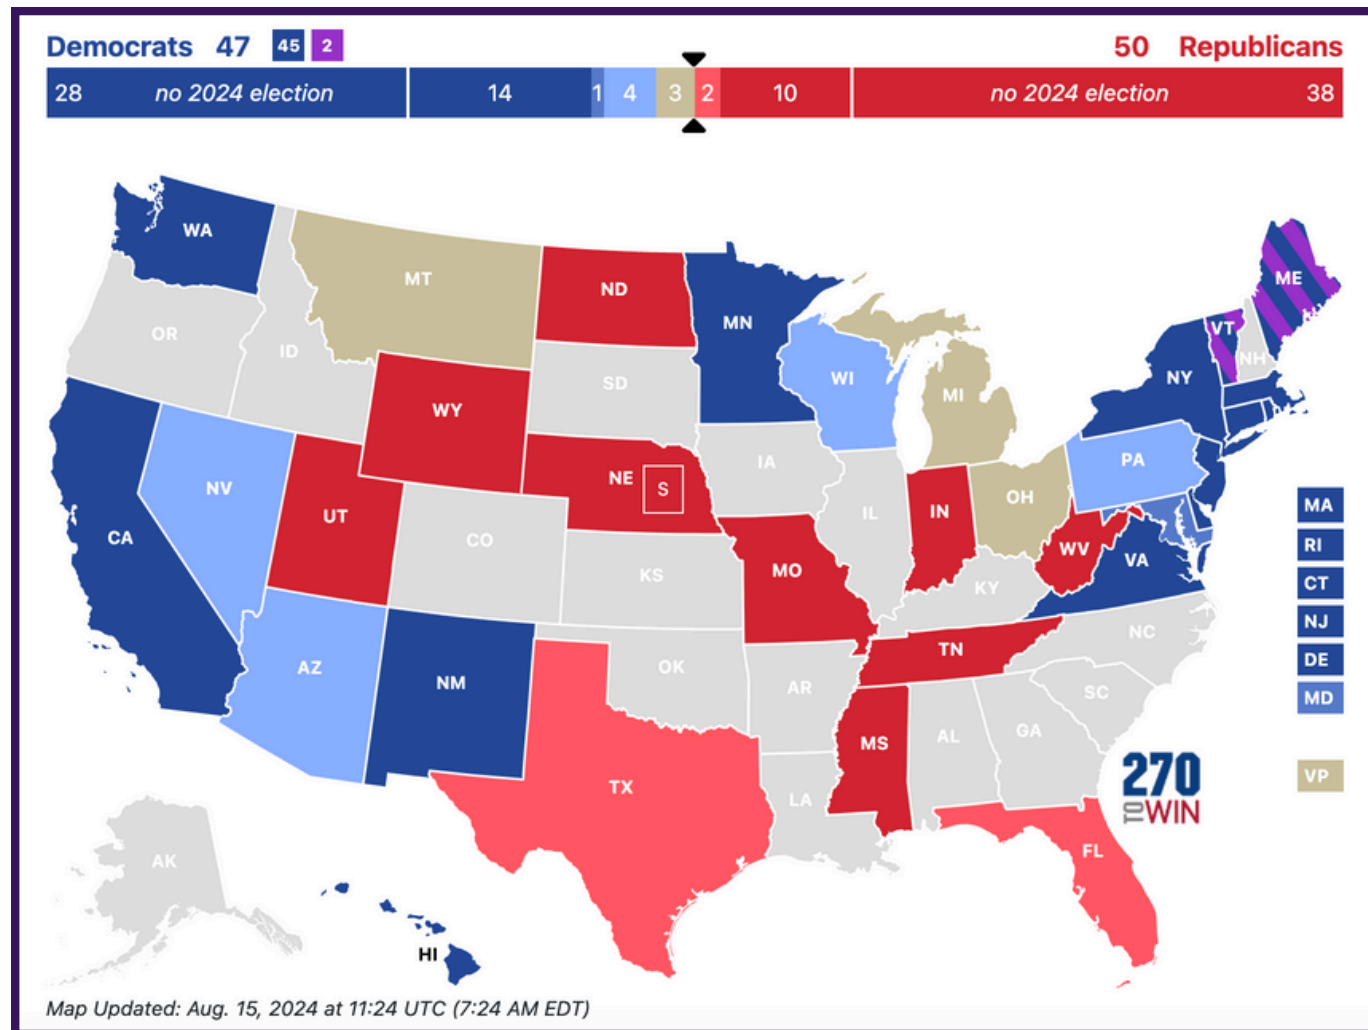 Democrats 47 45 2 50 Republicans
28 no 2024 election 14 1 4 3 2 10 no 2024 election 38
WA
MT
ND
MN
ME
VT
OR
ID
NH
WI
NY
SD
MI
WY
PA
IA
NE S
NV
OH
MA
IL
IN
UT
CA
CO
RI
WV
VA
MO
KS
CT
KY
NJ
NC
TN
DE
AZ
OK
NM
AR
SC
MD
GA
MS
AL
270
TO WIN
VP
TX
LA
FL
AK
HI
Map Updated: Aug. 15, 2024 at 11:24 UTC (7:24 AM EDT)